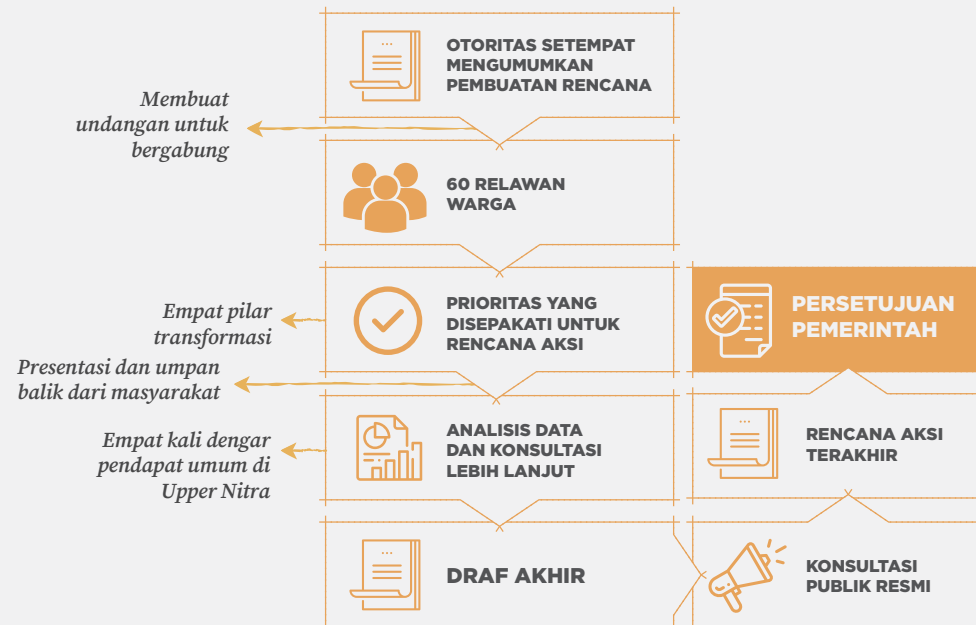 OTORITAS SETEMPAT
MENGUMUMKAN
PEMBUATAN RENCANA
Membuat
undangan untuk
bergabung
60 RELAWAN
WARGA
Empat pilar
transformasi
PRIORITAS YANG
DISEPAKATI UNTUK
RENCANA AKSI
Presentasi dan umpan
balik dari masyarakat
Empat kali dengar
pendapat umum di
Upper Nitra
ANALISIS DATA
DAN KONSULTASI
LEBIH LANJUT
DRAF AKHIR
KONSULTASI
PUBLIK RESMI
RENCANA AKSI
TERAKHIR
PERSETUJUAN
PEMERINTAH